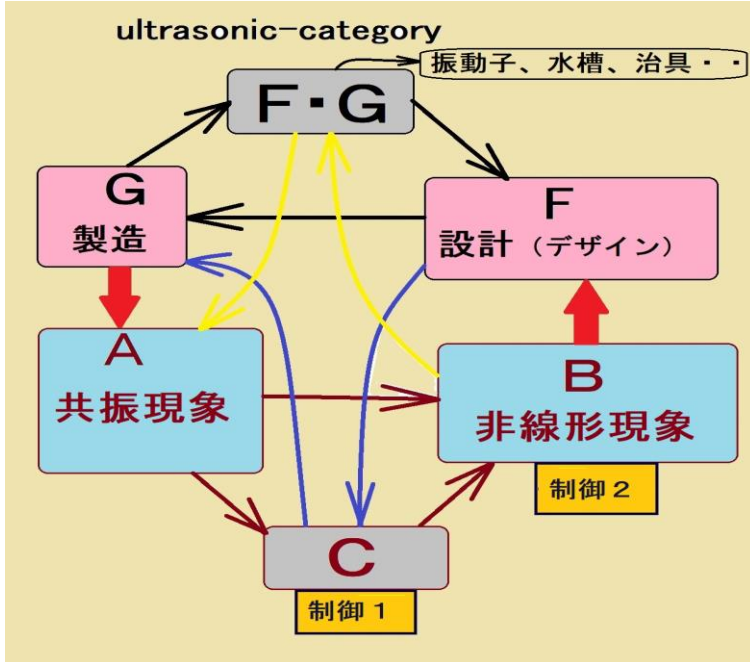 ultrasonic-category
振動子、水槽、治具・・
F・G
G
製造
F
設計（デザイン）
A
共振現象
B
非線形現象
制御２
C
制御１